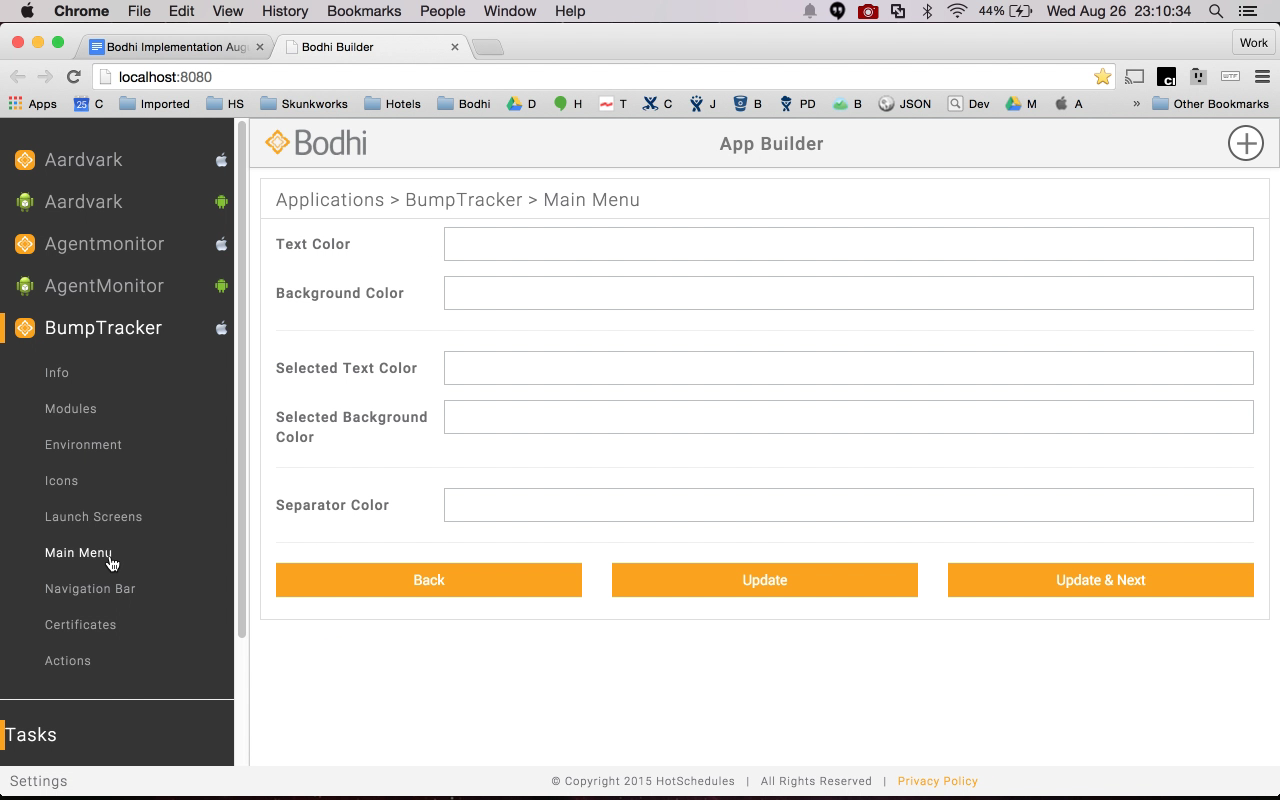 Chrome File Edit View History Bookmarks People Window Help 44% Wed Aug 26 23:10:34
Bodhi Implementation Aug Bodhi Builder Work
localhost:8080
Apps 25 C Imported HS Skunkworks Hotels Bodhi D H T C J B PD B JSON Dev M A » Other Bookmarks
Bodhi App Builder
Aardvark
Aardvark
Agentmonitor
AgentMonitor
BumpTracker
Info
Modules
Environment
Icons
Launch Screens
Main Menu
Navigation Bar
Certificates
Actions
Tasks
Settings
Applications > BumpTracker > Main Menu
Text Color
Background Color
Selected Text Color
Selected Background
Color
Separator Color
Back Update Update & Next
© Copyright 2015 HotSchedules | All Rights Reserved | Privacy Policy